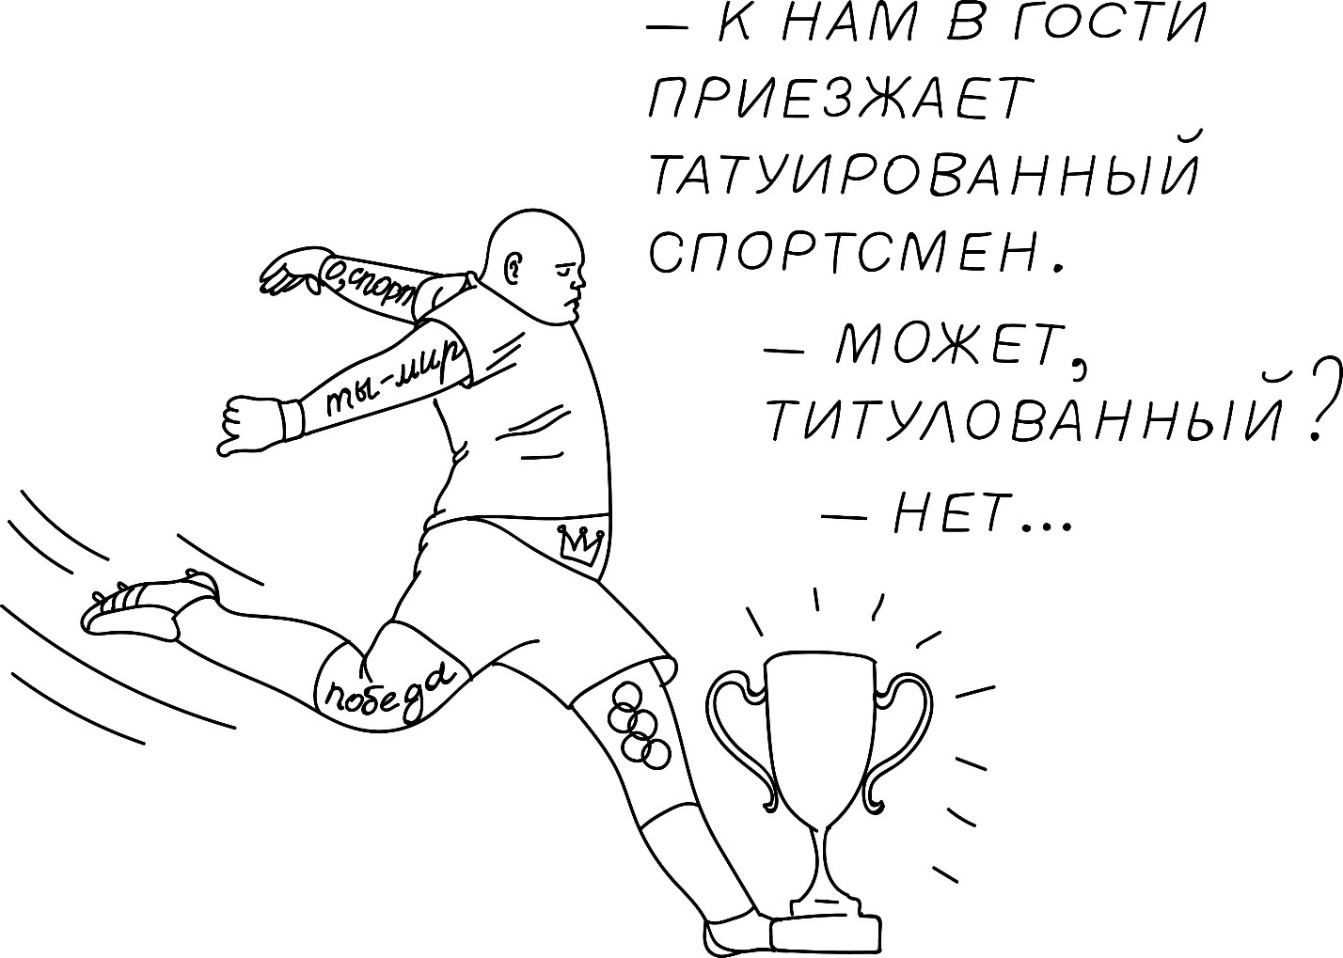 — К НАМ В ГОСТИ
ПРИЕЗЖАЕТ
ТАТУИРОВАННЫЙ
СПОРТСМЕН.
— МОЖЕТ,
ТИТУЛОВАННЫЙ?
— НЕТ...
О, спорт
ты-мир
победа